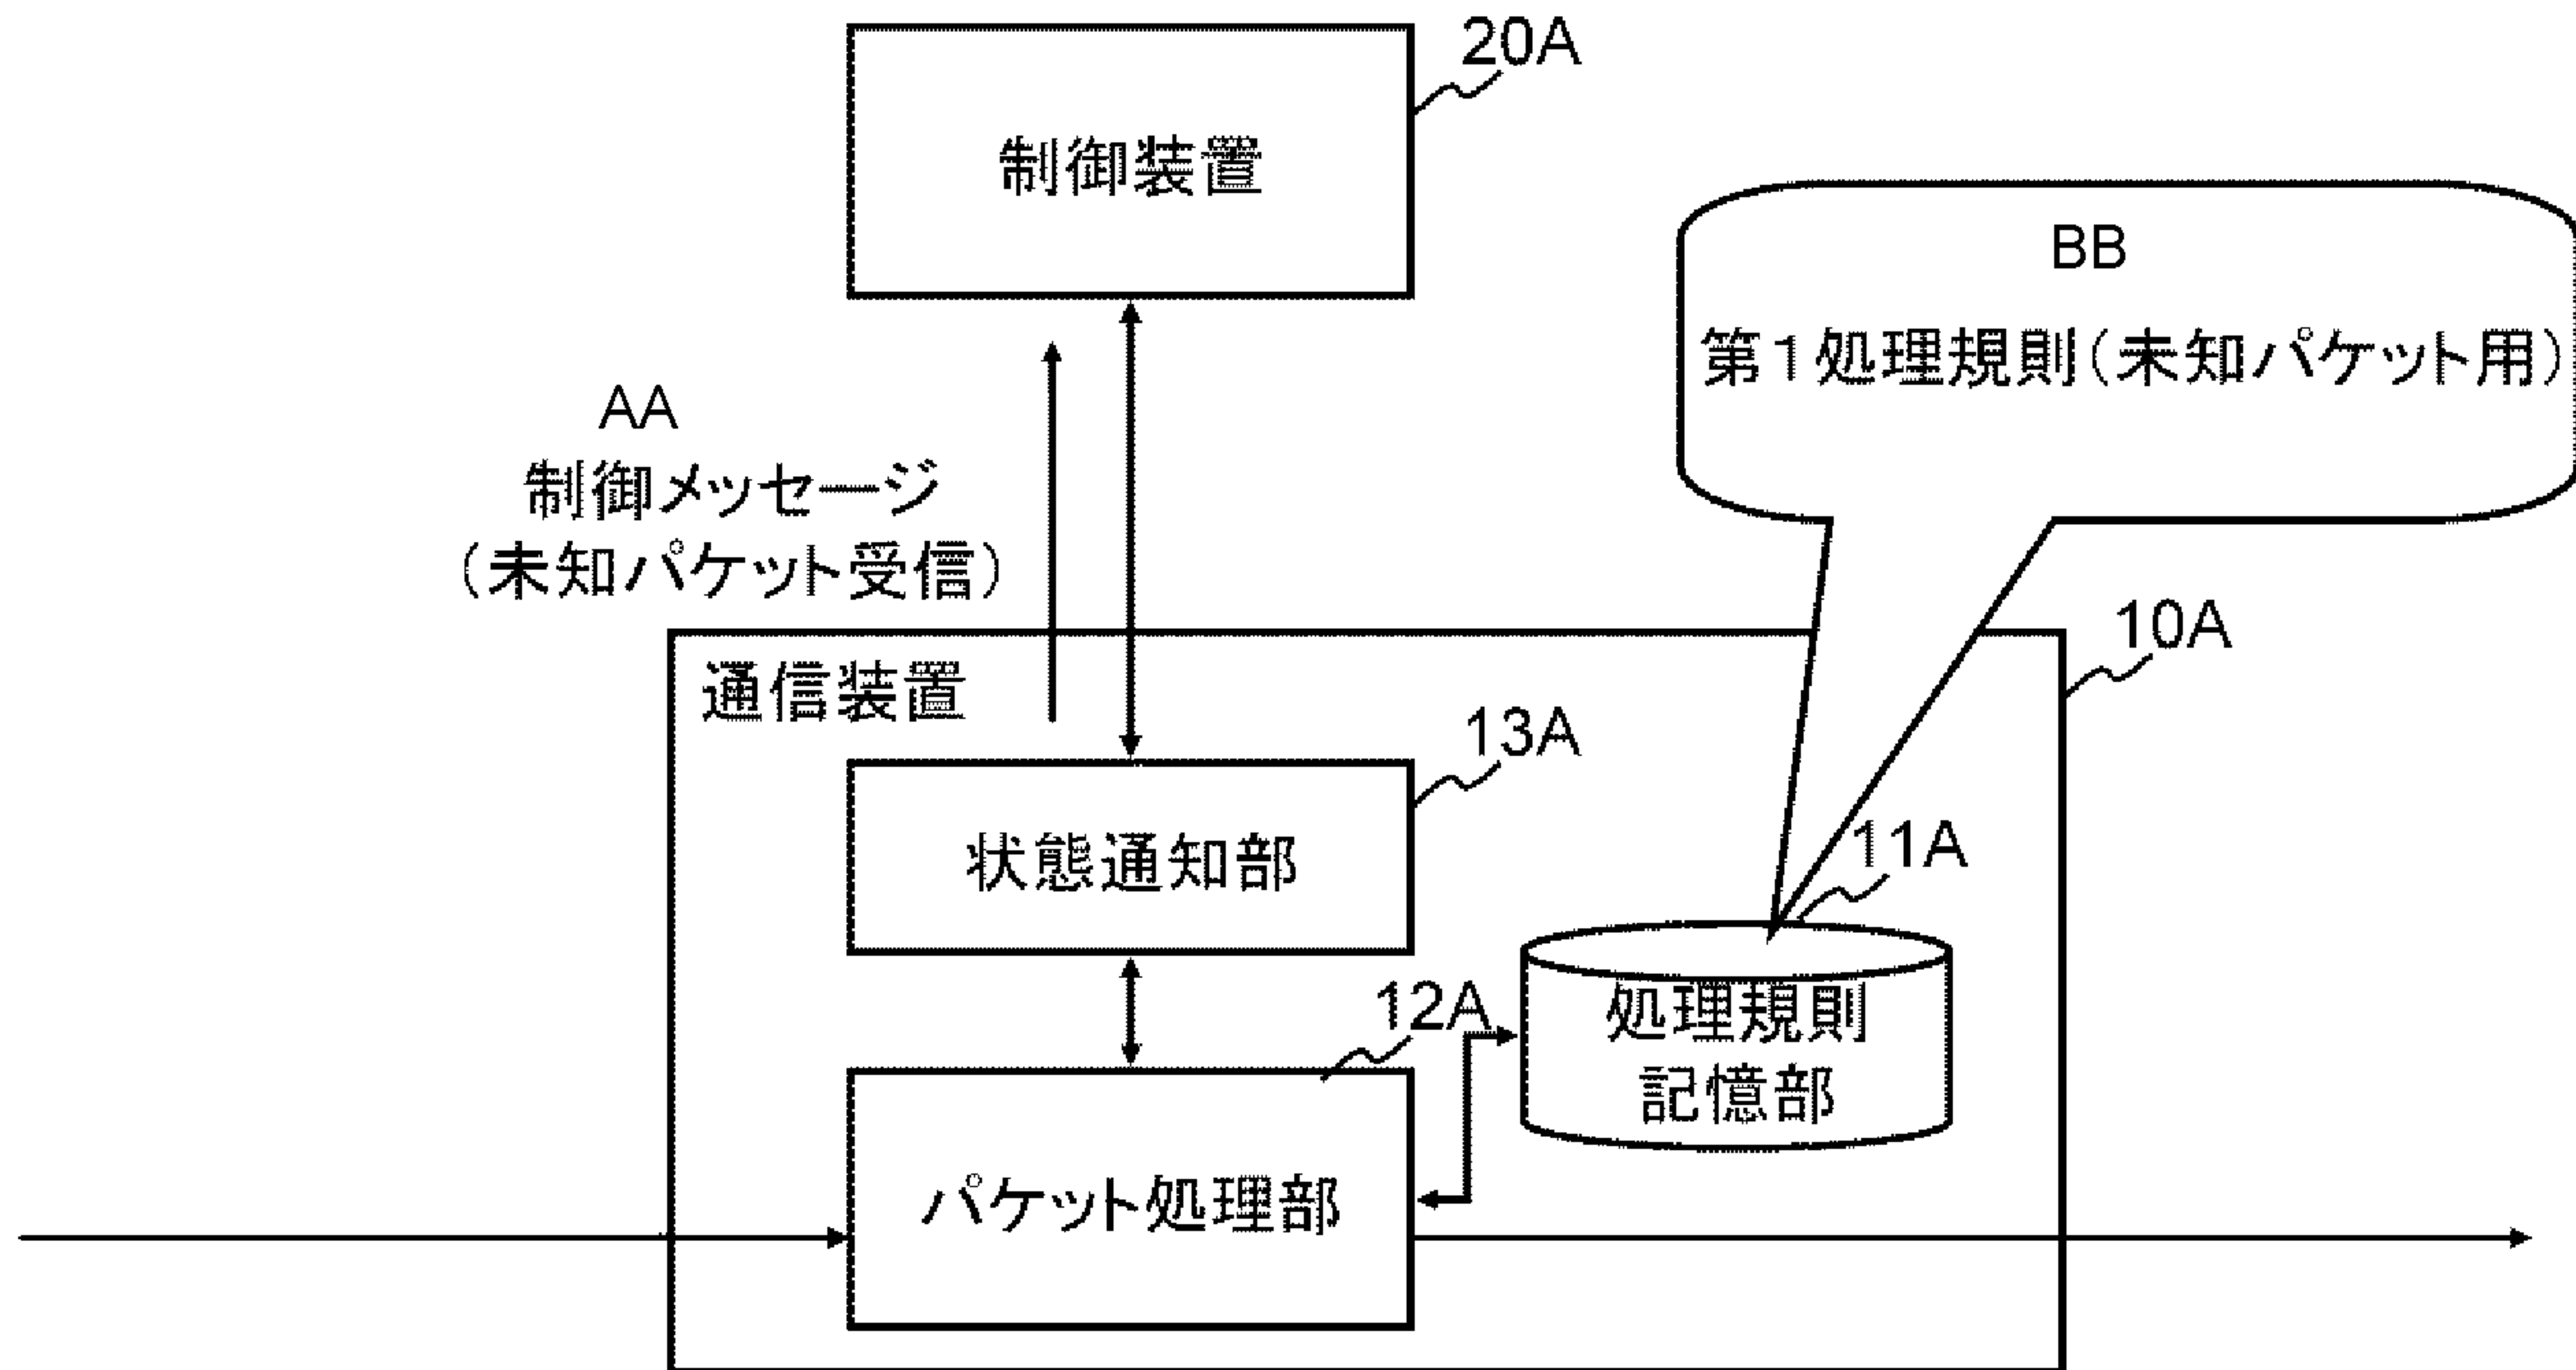 20A
制御装置
BB
第1処理規則(未知パケット用)
AA
制御メッセージ
(未知パケット受信)
10A
通信装置
13A
状態通知部
11A
処理規則
記憶部
12A
パケット処理部